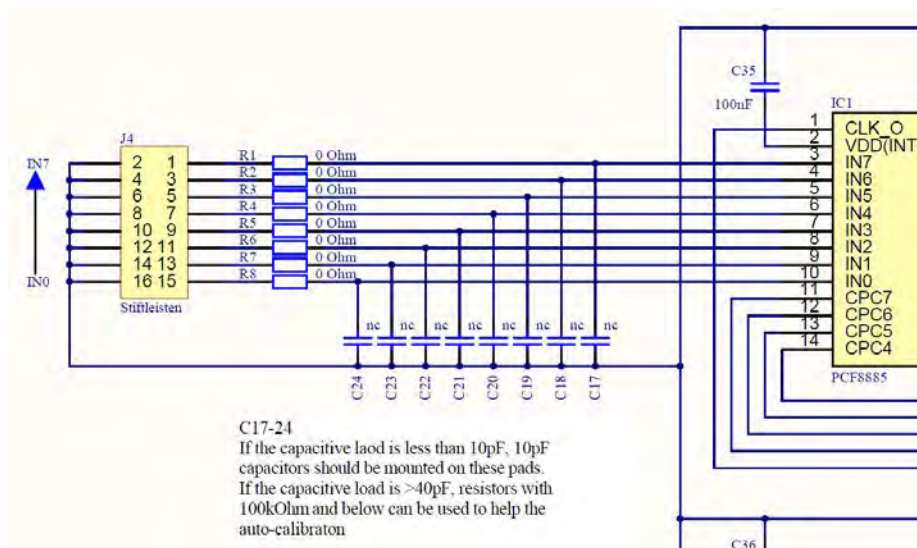 C35
100nF
IC1
J4
IN7
IN0
2 1
4 3
6 5
8 7
10 9
12 11
14 13
16 15
Stiftleisten
R1 0 Ohm
R2 0 Ohm
R3 0 Ohm
R4 0 Ohm
R5 0 Ohm
R6 0 Ohm
R7 0 Ohm
R8 0 Ohm
1 CLK_O
2 VDD(INT
3 IN7
4 IN6
5 IN5
6 IN4
7 IN3
8 IN2
9 IN1
10 IN0
11 CPC7
12 CPC6
13 CPC5
14 CPC4
PCF8885
nc nc nc nc nc nc nc nc
C24 C23 C22 C21 C20 C19 C18 C17
C17-24
If the capacitive laod is less than 10pF, 10pF
capacitors should be mounted on these pads.
If the capacitive load is >40pF, resistors with
100kOhm and below can be used to help the
auto-calibraton
C36